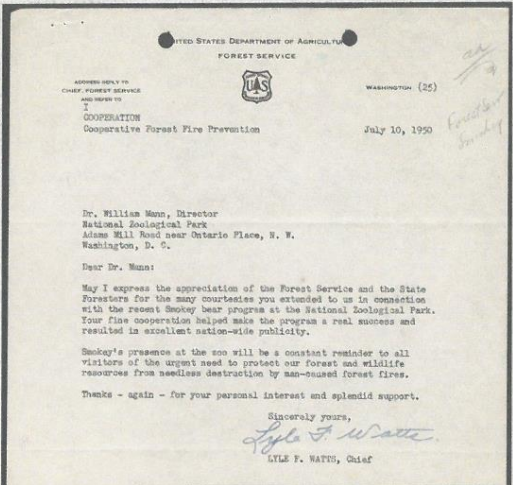 UNITED STATES DEPARTMENT OF AGRICULTURE
FOREST SERVICE
ADDRESS REPLY TO
CHIEF, FOREST SERVICE
AND REFER TO
US
WASHINGTON (25)
I
COOPERATION
Cooperative Forest Fire Prevention
July 10, 1950
Forest Serv
Smokey
Dr. William Mann, Director
National Zoological Park
Adams Mill Road near Ontario Place, N. W.
Washington, D. C.
Dear Dr. Mann:
May I express the appreciation of the Forest Service and the State
Foresters for the many courtesies you extended to us in connection
with the recent Smokey bear program at the National Zoological Park.
Your fine cooperation helped make the program a real success and
resulted in excellent nation-wide publicity.
Smokey's presence at the zoo will be a constant reminder to all
visitors of the urgent need to protect our forest and wildlife
resources from needless destruction by man-caused forest fires.
Thanks - again - for your personal interest and splendid support.
Sincerely yours,
Lyle F. Watts.
LYLE F. WATTS, Chief